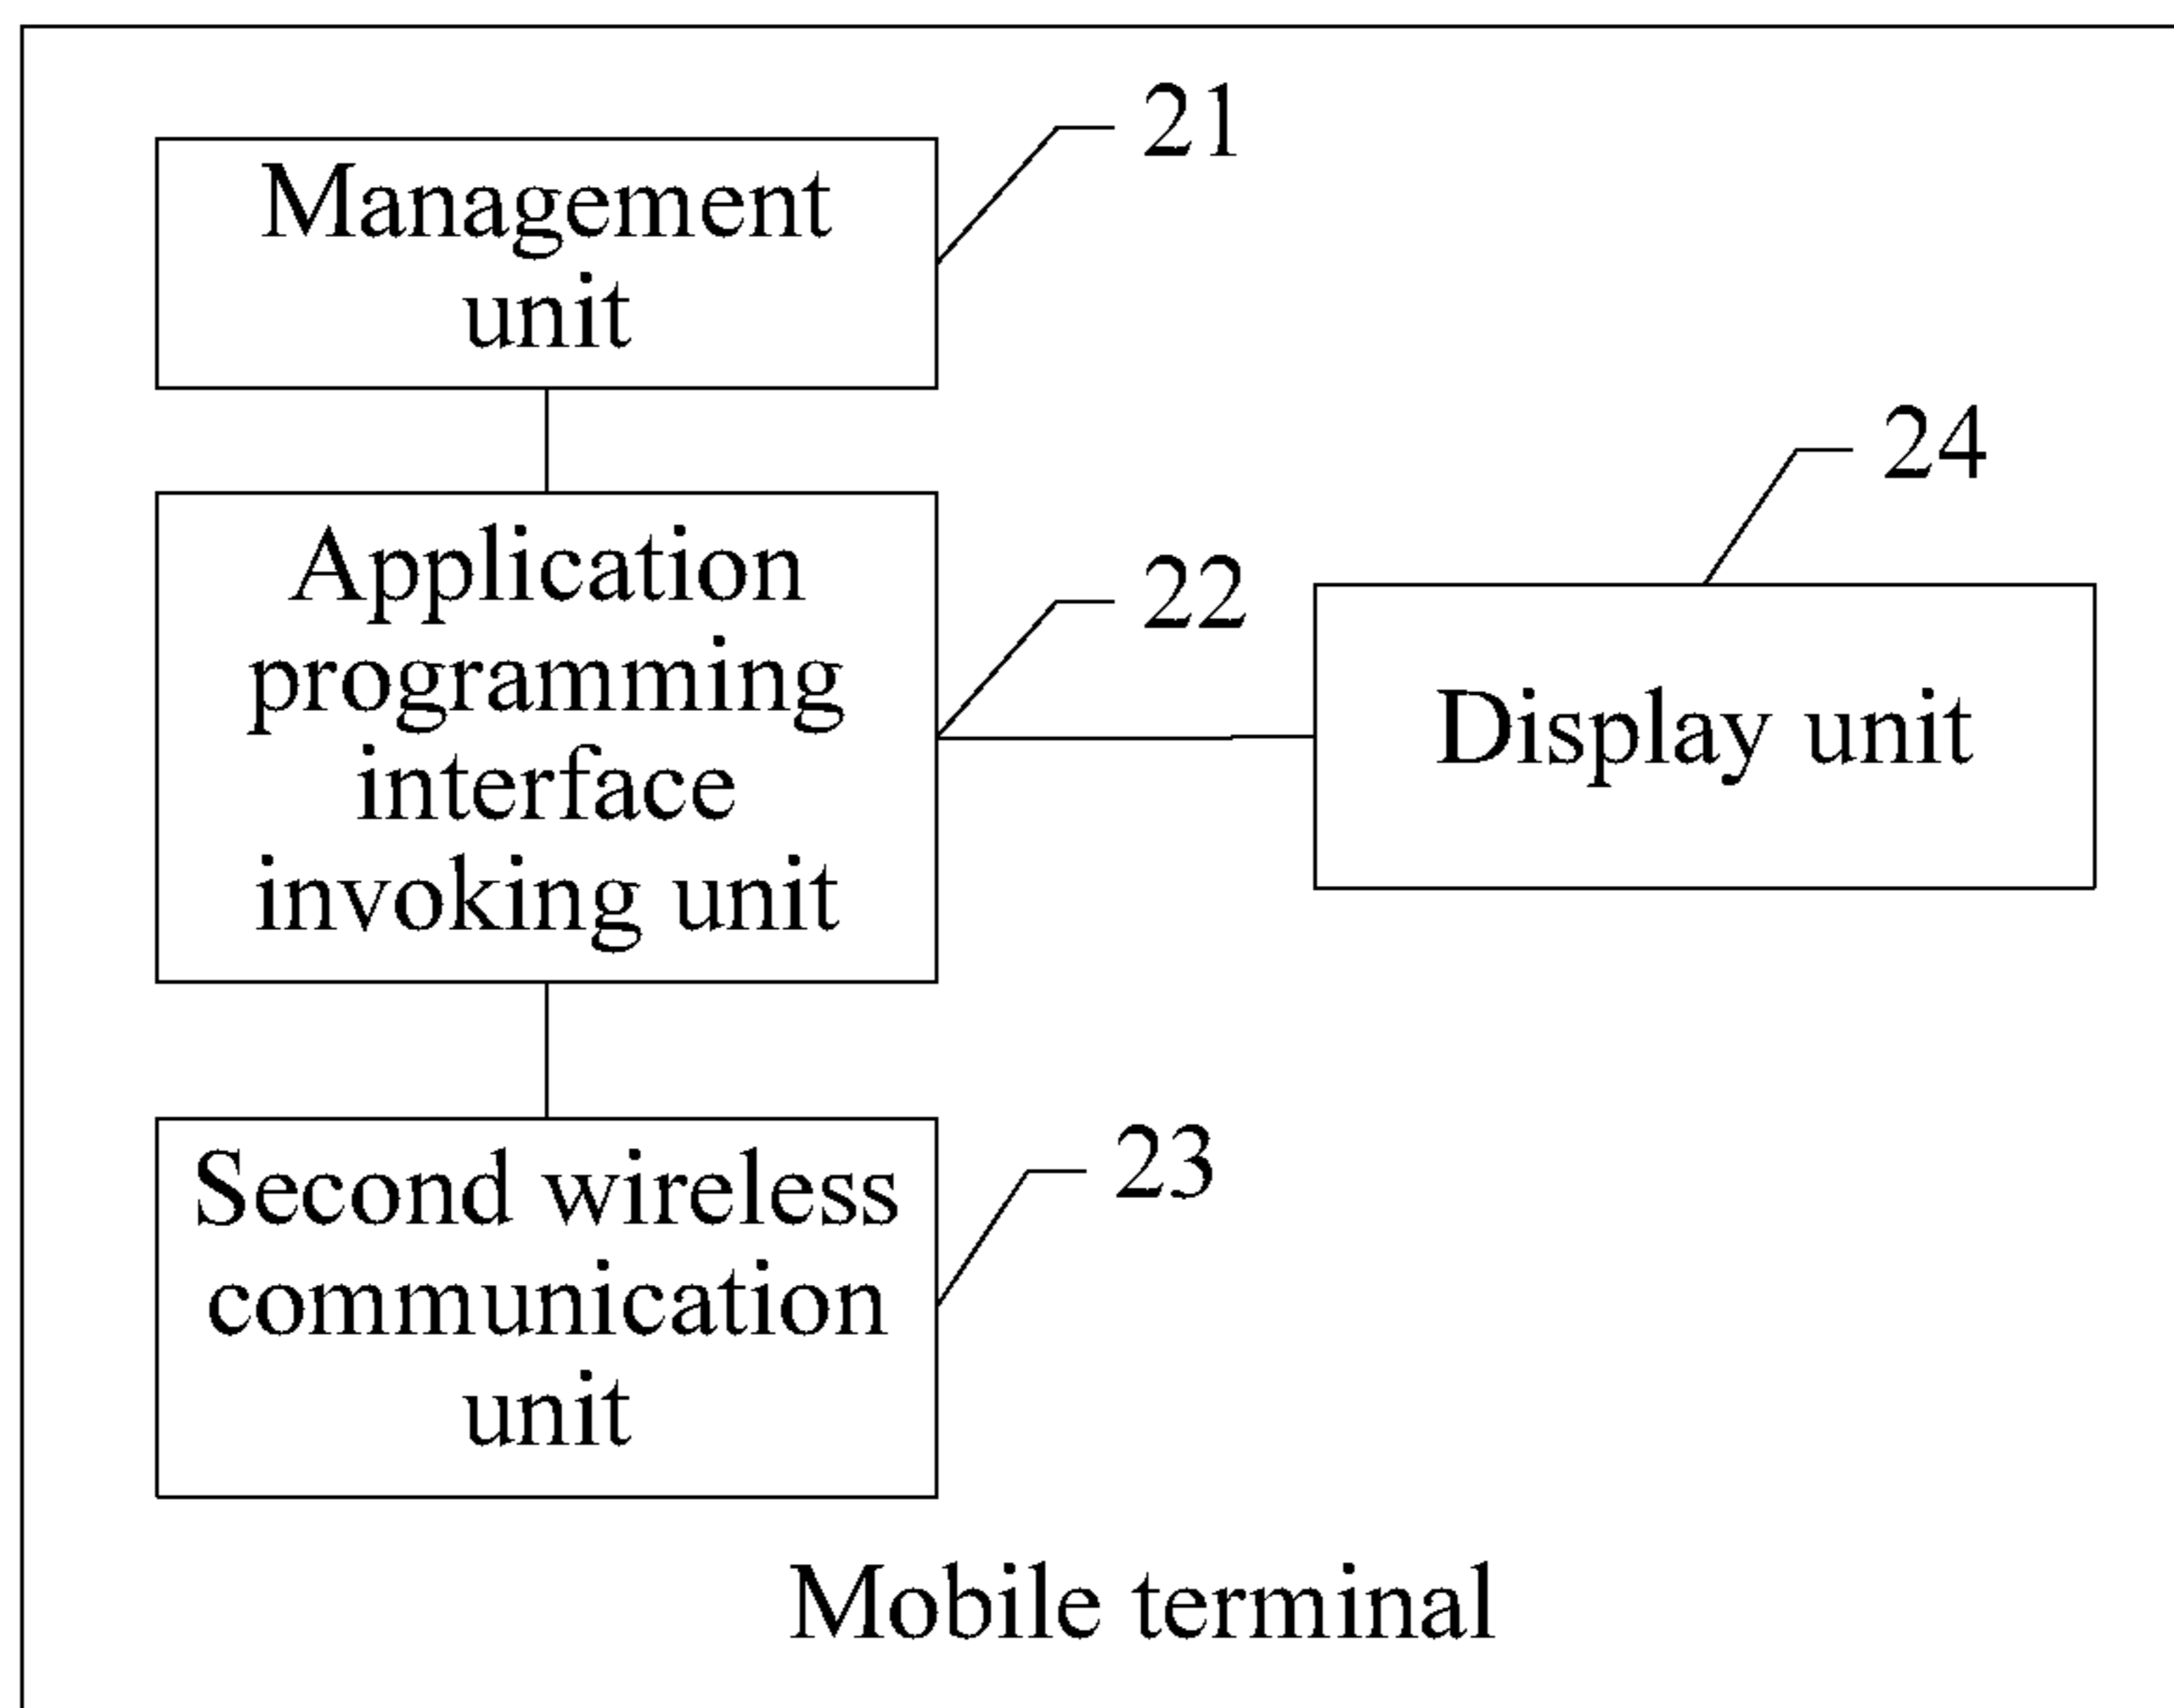 21
Management
unit
24
Application
programming
interface
invoking unit
22
Display unit
23
Second wireless
communication
unit
Mobile terminal